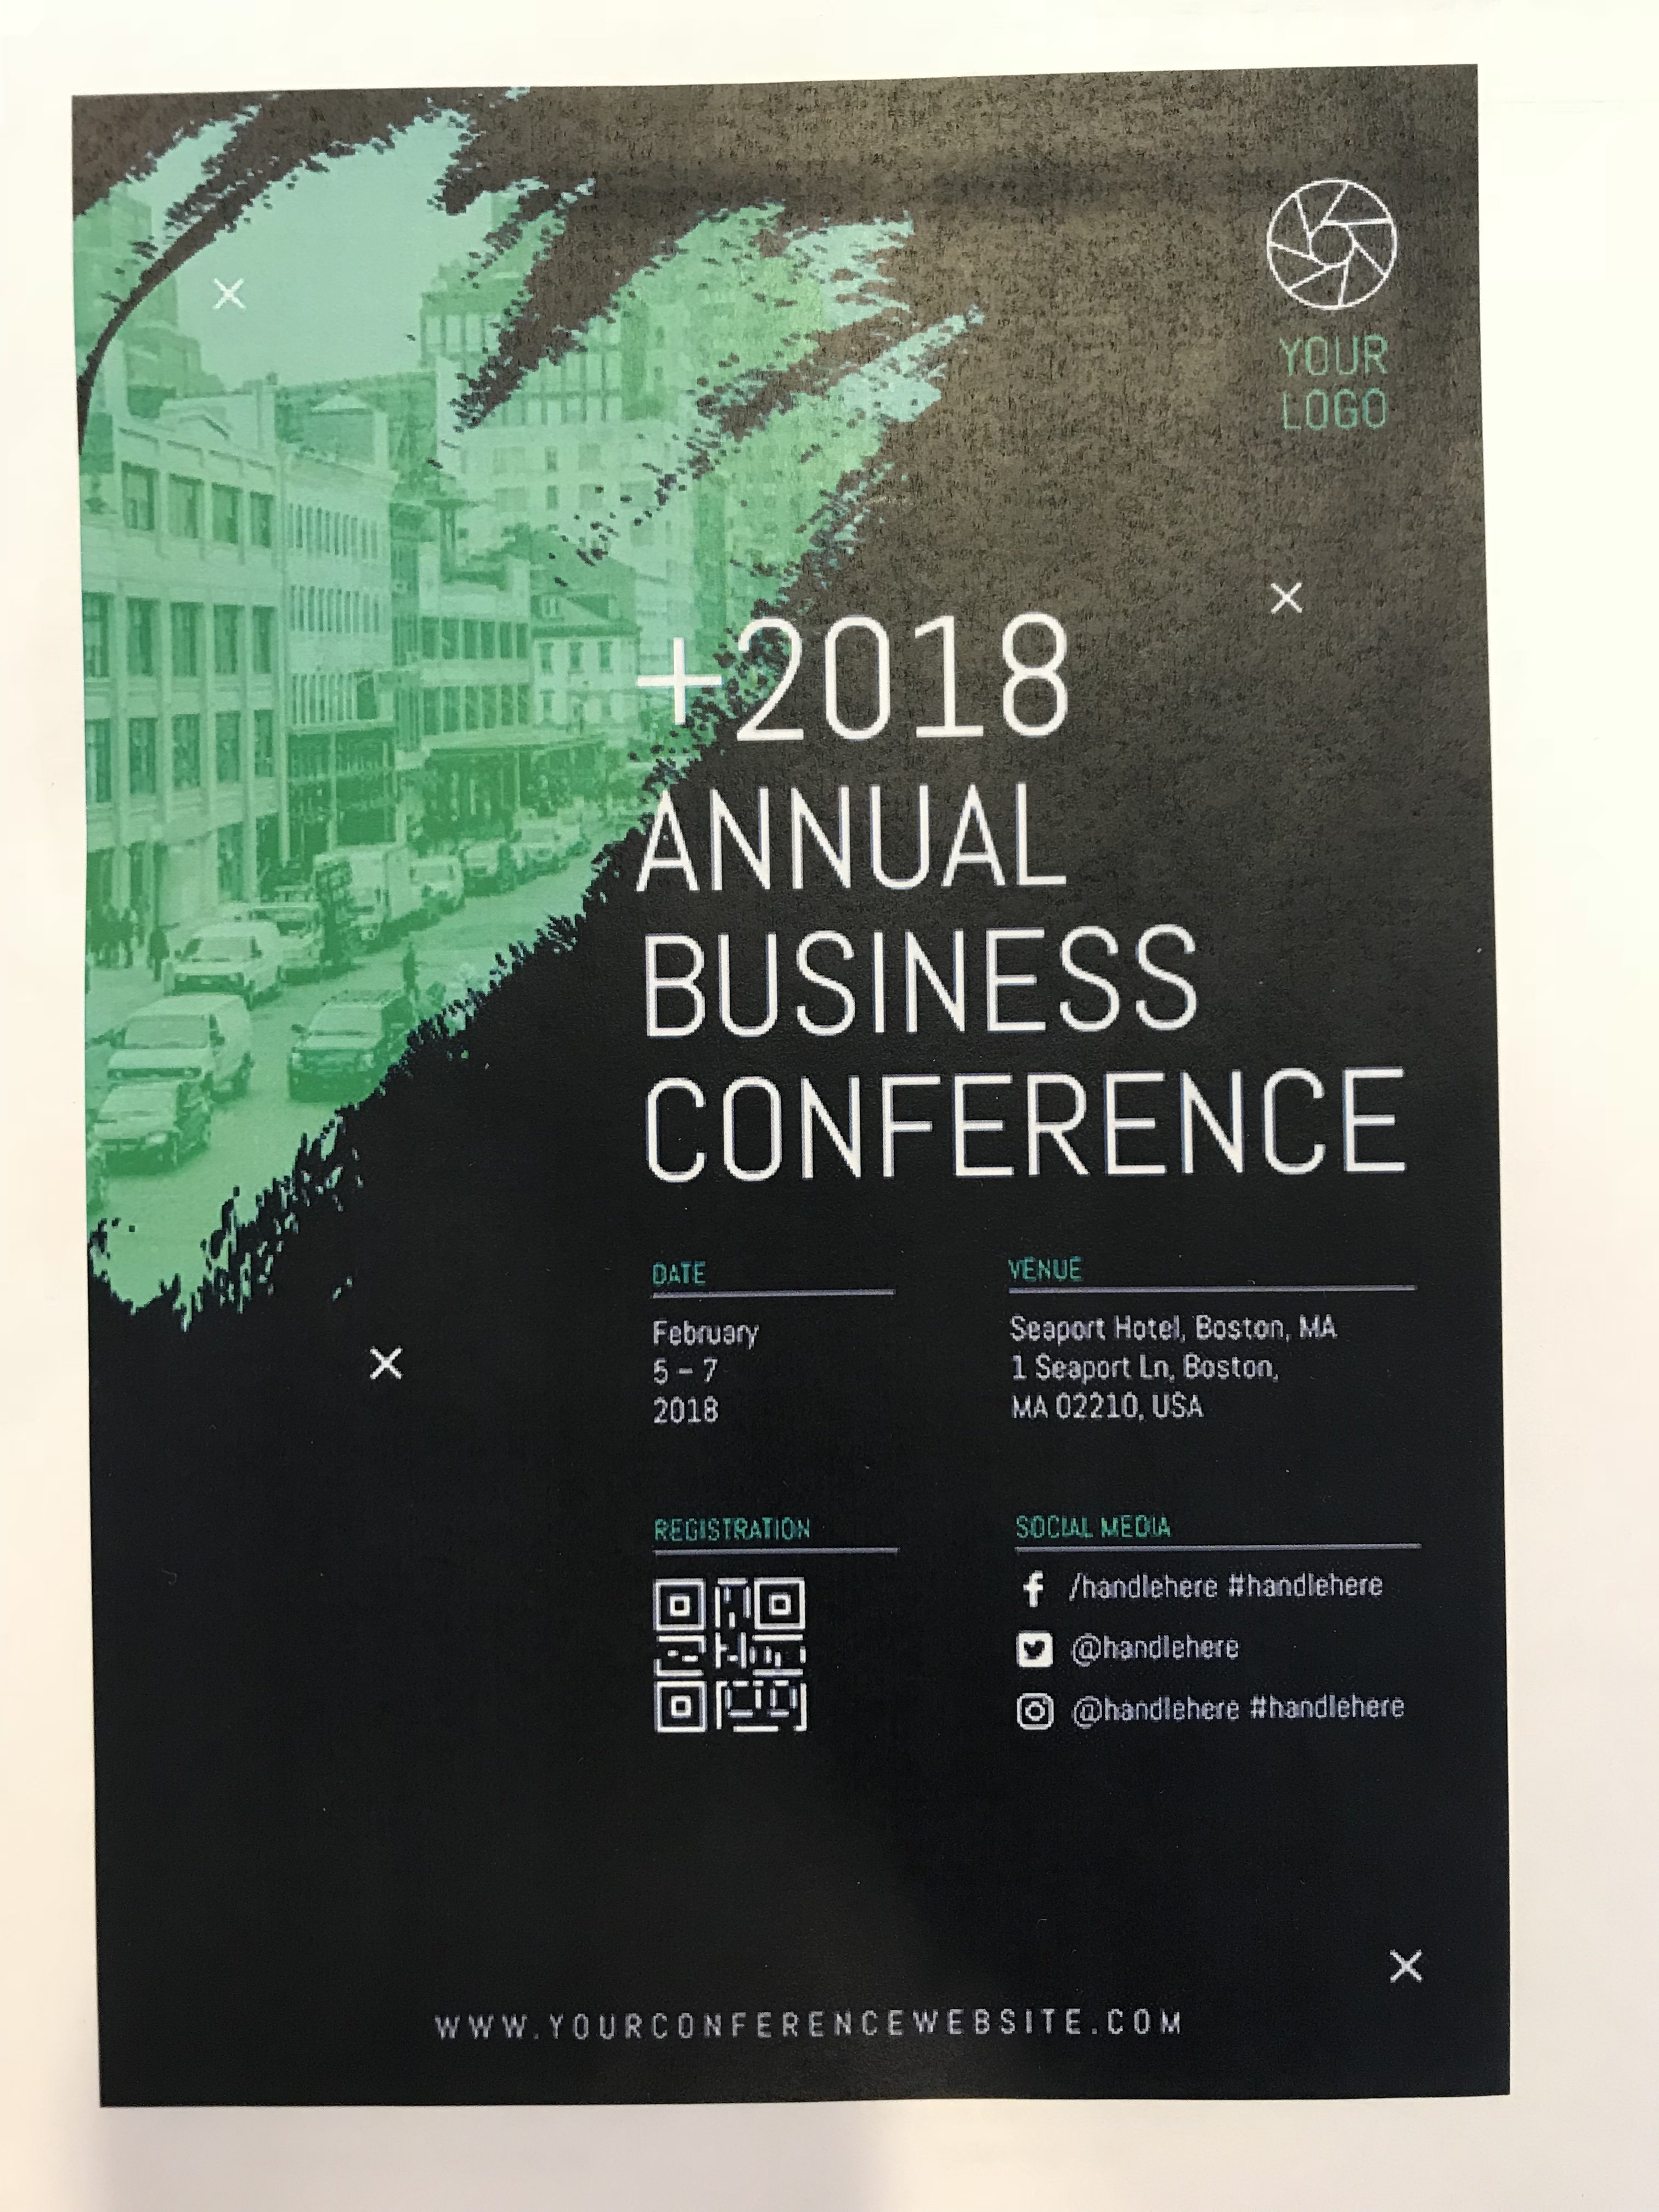 YOUR
LOGO
+2018
ANNUAL
BUSINESS
CONFERENCE
DATE
February
5 – 7
2018
VENUE
Seaport Hotel, Boston, MA
1 Seaport Ln, Boston,
MA 02210, USA
REGISTRATION
SOCIAL MEDIA
/handlehere #handlehere
@handlehere
@handlehere #handlehere
WWW.YOURCONFERENCEWEBSITE.COM